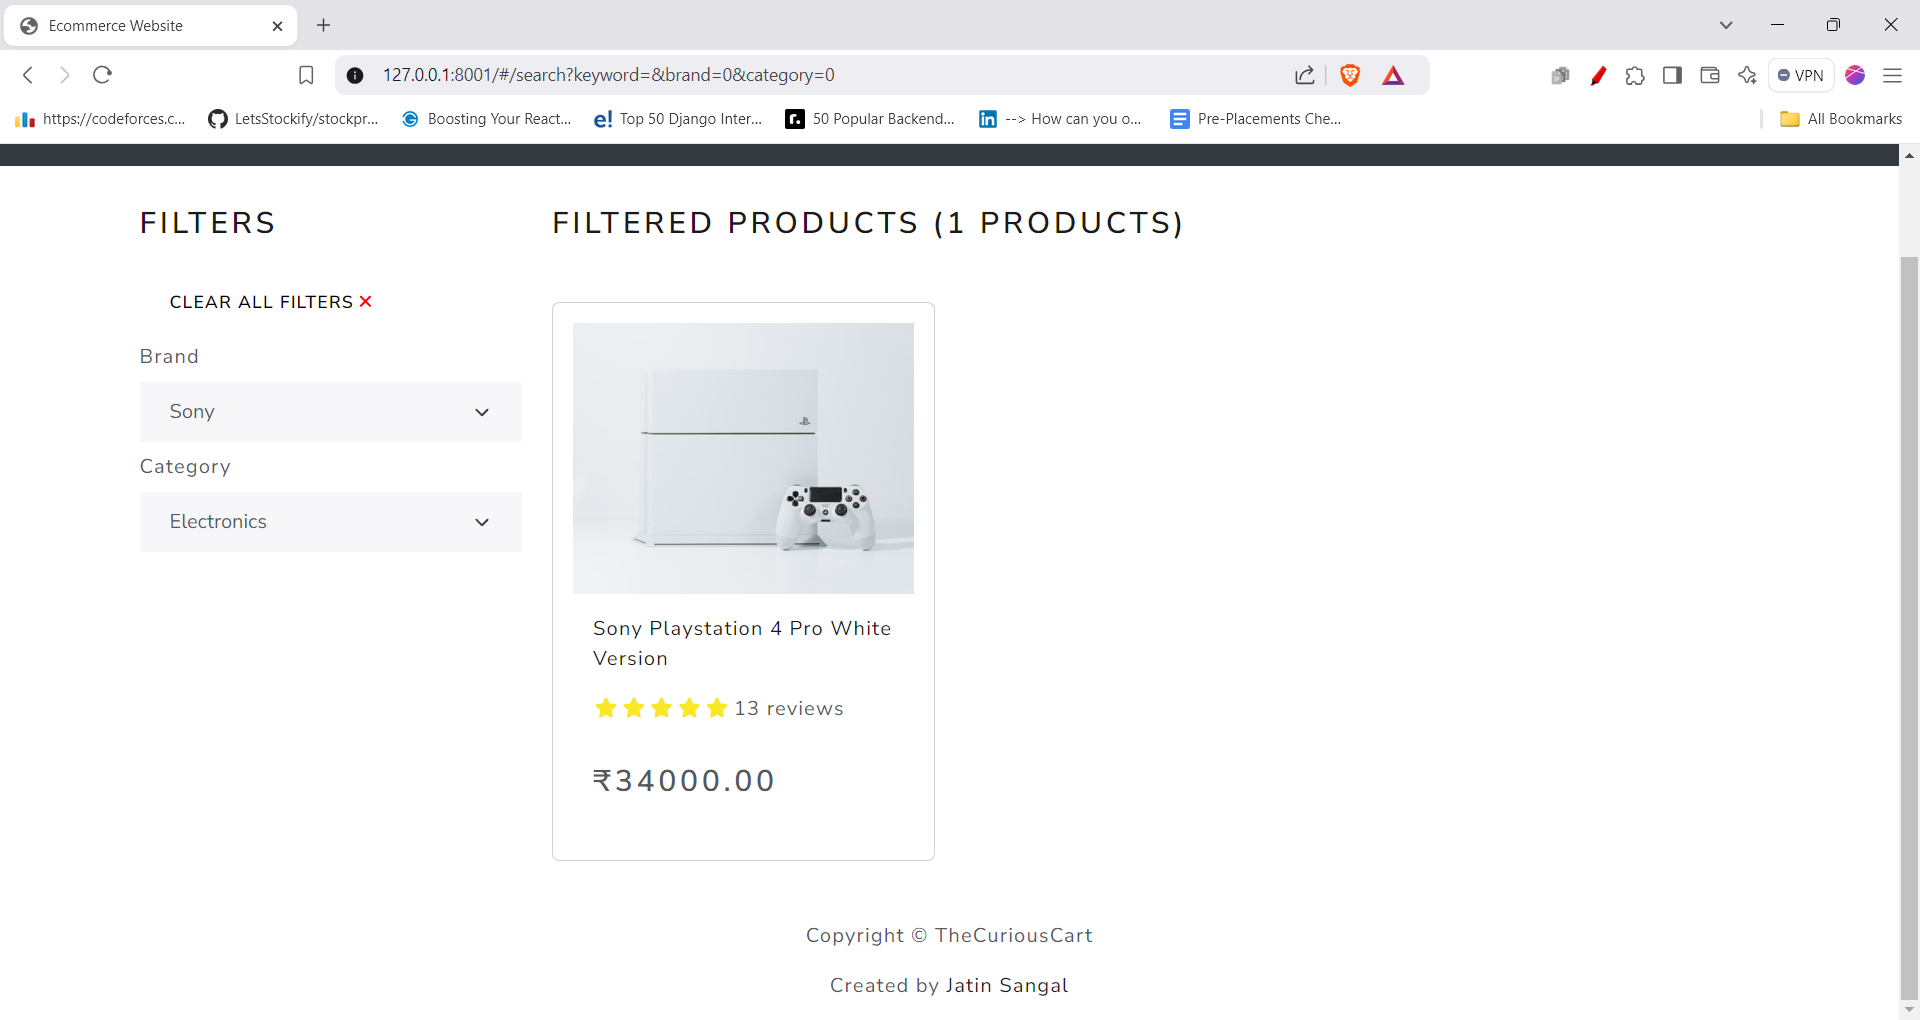 Ecommerce Website
127.0.0.1:8001/#/search?keyword=&brand=0&category=0
VPN
https://codeforces.c...
LetsStockify/stockpr...
Boosting Your React...
e! Top 50 Django Inter...
r. 50 Popular Backend...
in --> How can you o...
Pre-Placements Che...
All Bookmarks
FILTERS
CLEAR ALL FILTERS
Brand
Sony
Category
Electronics
FILTERED PRODUCTS (1 PRODUCTS)
Sony Playstation 4 Pro White
Version
13 reviews
₹34000.00
Copyright © TheCuriousCart
Created by Jatin Sangal